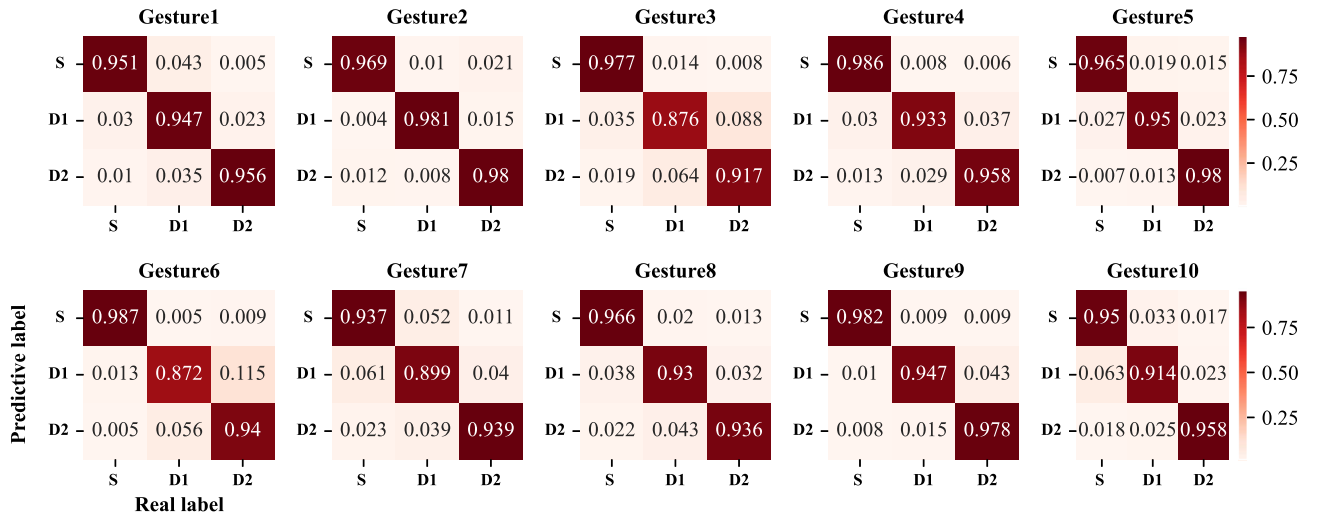 Gesture1 Gesture2 Gesture3 Gesture4 Gesture5
S 0.951 0.043 0.005 S 0.969 0.01 0.021 S 0.977 0.014 0.008 S 0.986 0.008 0.006 S 0.965 0.019 0.015
0.75
D1 0.03 0.947 0.023 D1 0.004 0.981 0.015 D1 0.035 0.876 0.088 D1 0.03 0.933 0.037 D1 0.027 0.95 0.023
0.50
0.25
D2 0.01 0.035 0.956 D2 0.012 0.008 0.98 D2 0.019 0.064 0.917 D2 0.013 0.029 0.958 D2 0.007 0.013 0.98
S D1 D2 S D1 D2 S D1 D2 S D1 D2 S D1 D2
Gesture6 Gesture7 Gesture8 Gesture9 Gesture10
S 0.987 0.005 0.009 S 0.937 0.052 0.011 S 0.966 0.02 0.013 S 0.982 0.009 0.009 S 0.95 0.033 0.017
0.75
D1 0.013 0.872 0.115 D1 0.061 0.899 0.04 D1 0.038 0.93 0.032 D1 0.01 0.947 0.043 D1 0.063 0.914 0.023
0.50
0.25
D2 0.005 0.056 0.94 D2 0.023 0.039 0.939 D2 0.022 0.043 0.936 D2 0.008 0.015 0.978 D2 0.018 0.025 0.958
S D1 D2 S D1 D2 S D1 D2 S D1 D2 S D1 D2
Predictive label
Real label